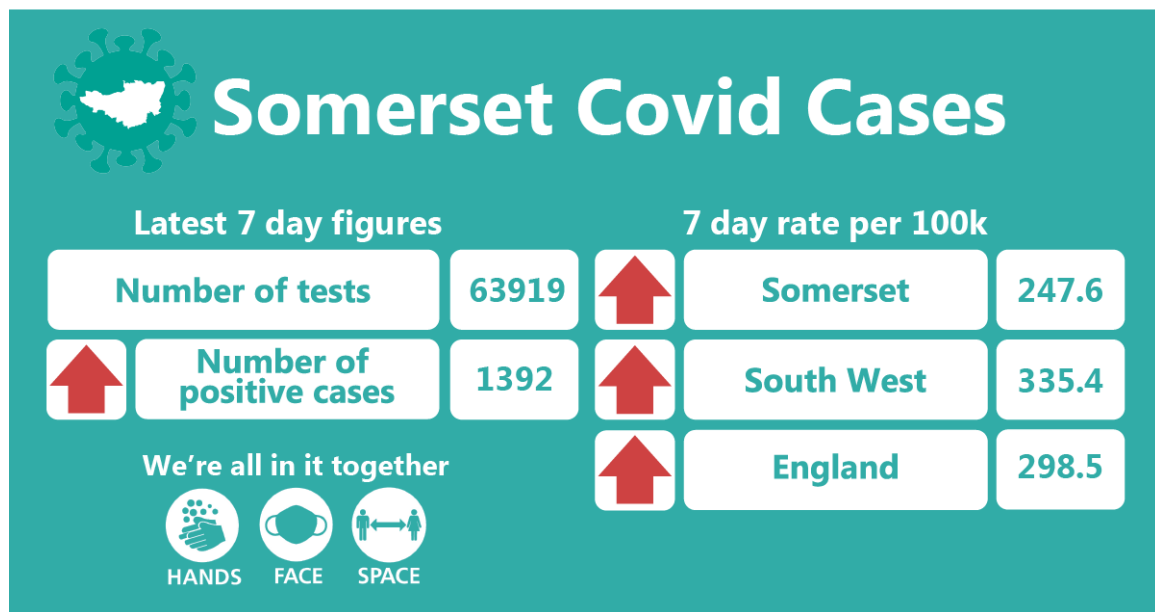 Somerset Covid Cases
Latest 7 day figures
Number of tests
63919
Number of
positive cases
1392
We're all in it together
HANDS
FACE
SPACE
7 day rate per 100k
Somerset
247.6
South West
335.4
England
298.5